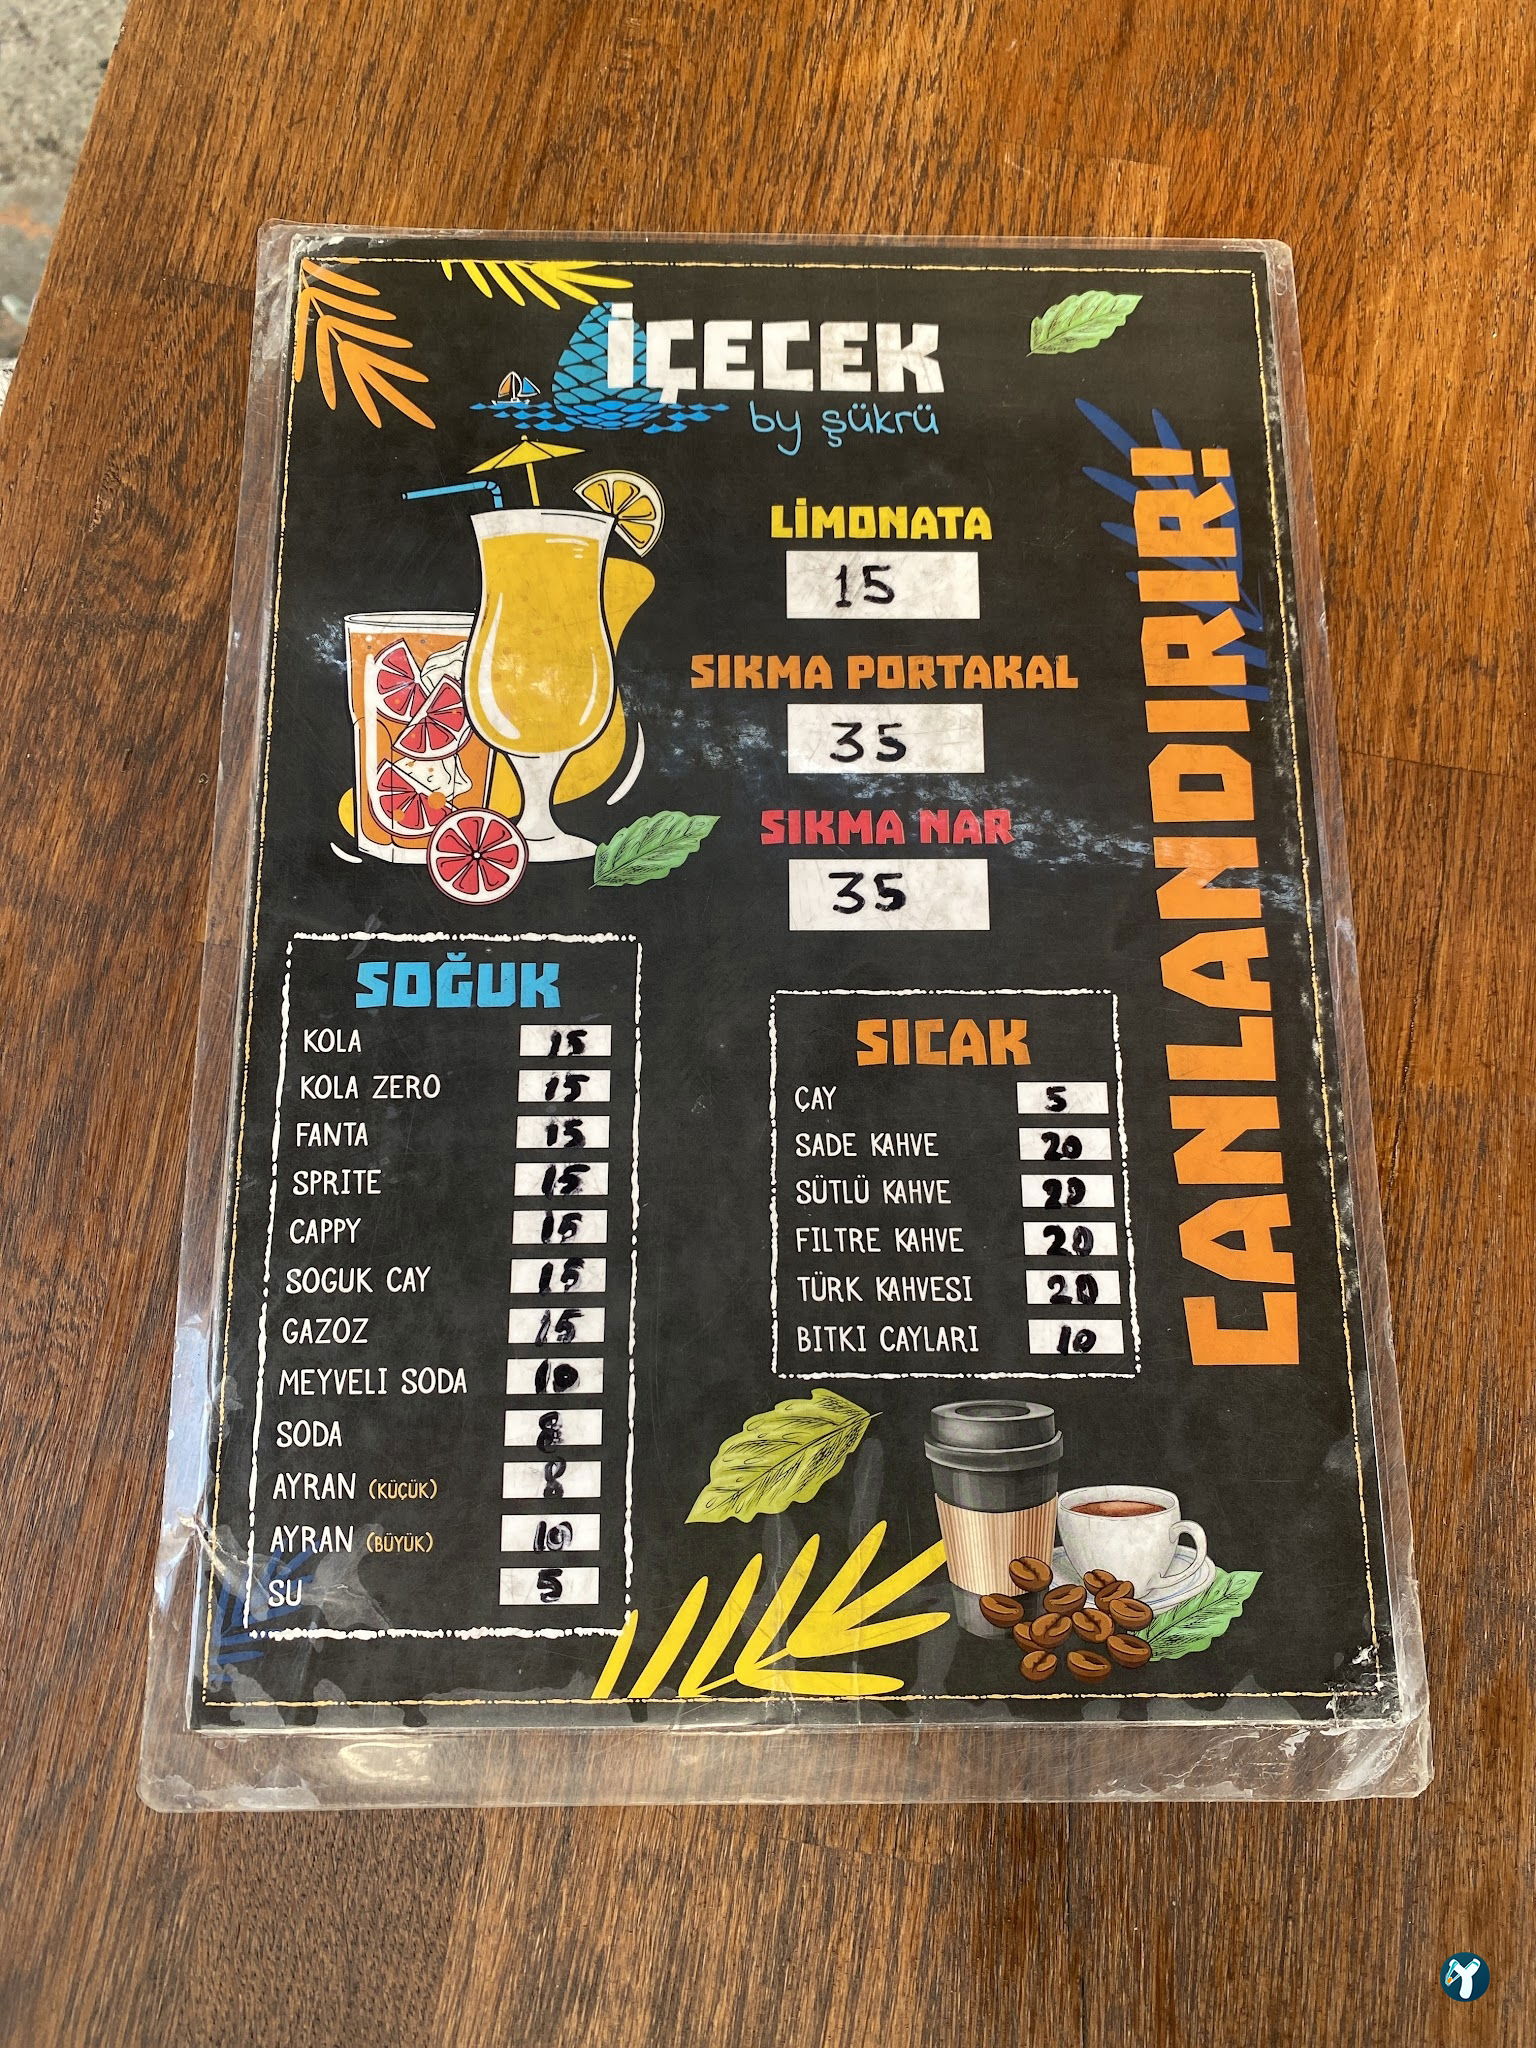 İÇECEK
by şükrü
LİMONATA
15
SIKMA PORTAKAL
35
SIKMA NAR
35
CANLANDIRIR!
SOĞUK
KOLA 15
KOLA ZERO 15
FANTA 15
SPRITE 15
CAPPY 15
SOGUK CAY 15
GAZOZ 15
MEYVELI SODA 10
SODA 8
AYRAN (KÜÇÜK) 8
AYRAN (BÜYÜK) 10
SU 5
SICAK
ÇAY 5
SADE KAHVE 20
SÜTLÜ KAHVE 20
FILTRE KAHVE 20
TÜRK KAHVESI 20
BITKI CAYLARI 10